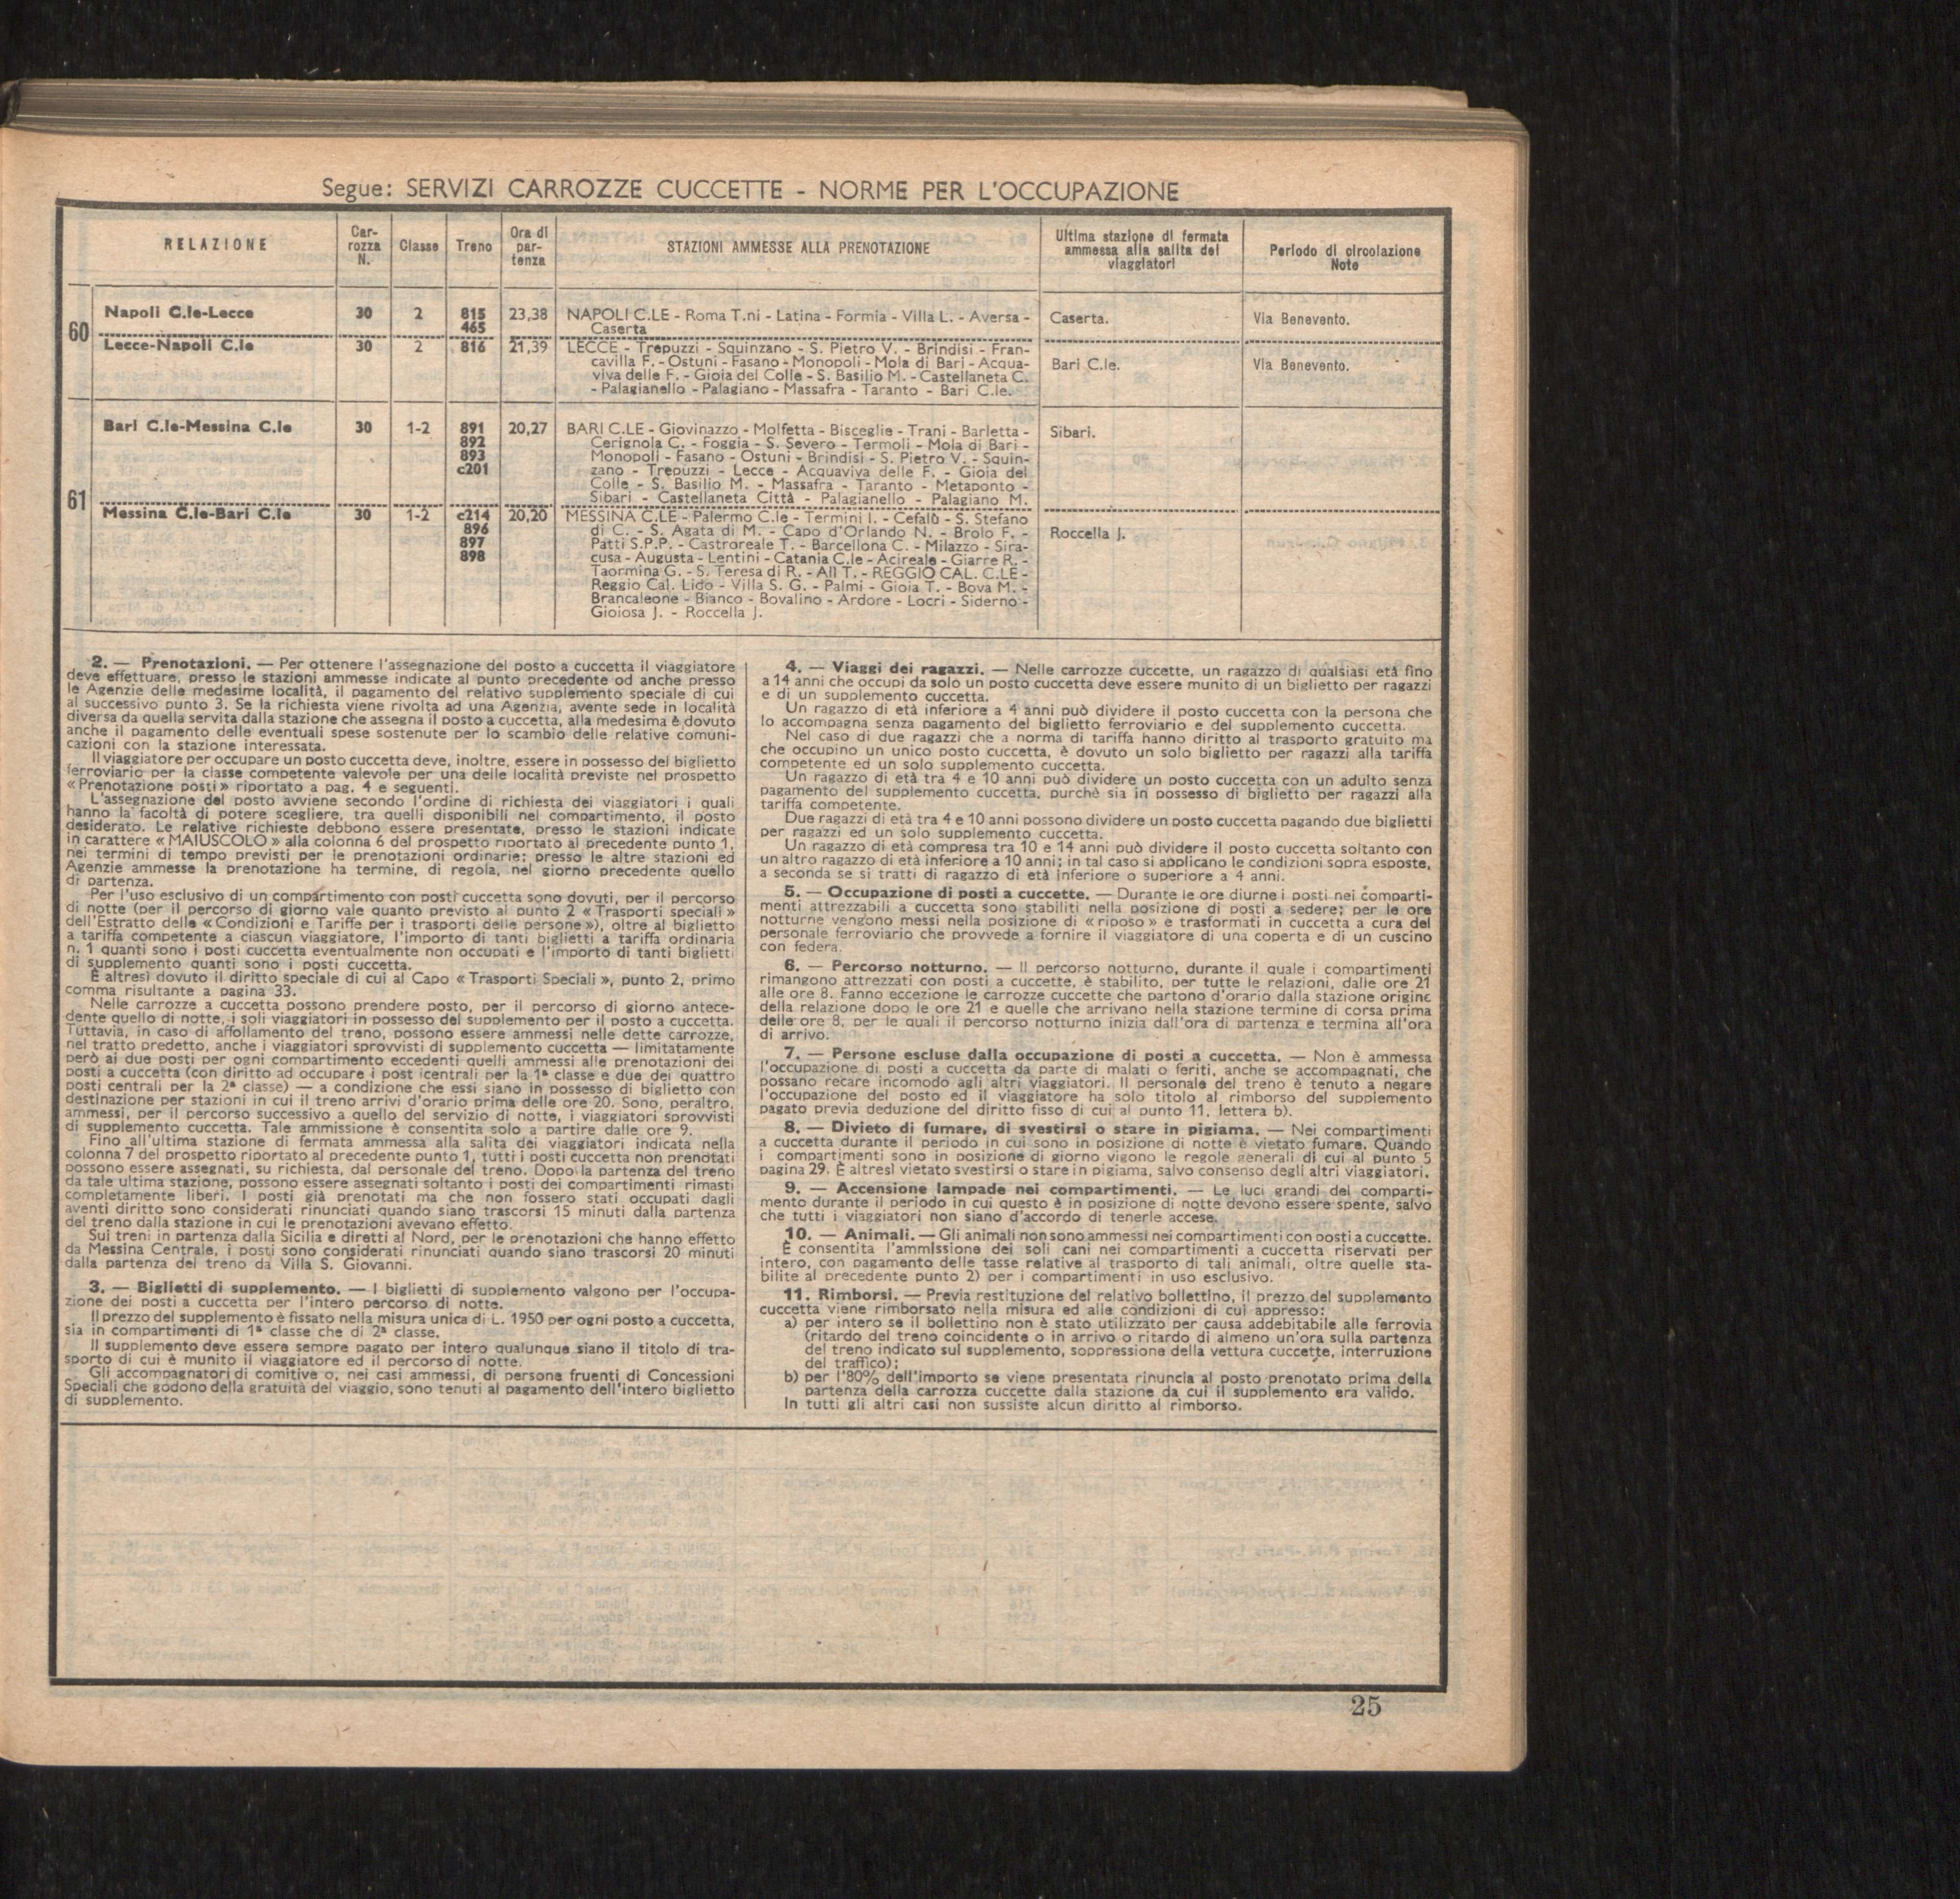 Segue: SERVIZI CARROZZE CUCCETTE - NORME PER L'OCCUPAZIONE
RELAZIONE
Car-
rozza
N.
Classe
Treno
Ora di
par-
tenza
STAZIONI AMMESSE ALLA PRENOTAZIONE
Ultima stazione di fermata
ammessa alla salita dei
viaggiatori
Periodo di circolazione
Note
60
Napoli C.le-Lecce
30
2
815
465
23,38
NAPOLI C.LE - Roma T.ni - Latina - Formia - Villa L. - Aversa -
Caserta
Caserta.
Via Benevento.
Lecce-Napoli C.le
30
2
816
21,39
LECCE - Trepuzzi - Squinzano - S. Pietro V. - Brindisi - Fran-
cavilla F. - Ostuni - Fasano - Monopoli - Mola di Bari - Acqua-
viva delle F. - Gioia del Colle - S. Basilio M. - Castellaneta C.
- Palagianello - Palagiano - Massafra - Taranto - Bari C.le.
Bari C.le.
Via Benevento.
61
Bari C.le-Messina C.le
30
1-2
891
892
893
c201
20,27
BARI C.LE - Giovinazzo - Molfetta - Bisceglie - Trani - Barletta -
Cerignola C. - Foggia - S. Severo - Termoli - Mola di Bari -
Monopoli - Fasano - Ostuni - Brindisi - S. Pietro V. - Squin-
zano - Trepuzzi - Lecce - Acquaviva delle F. - Gioia del
Colle - S. Basilio M. - Massafra - Taranto - Metaponto -
Sibari - Castellaneta Città - Palagianello - Palagiano M.
Sibari.
Messina C.le-Bari C.le
30
1-2
c214
896
897
898
20,20
MESSINA C.LE - Palermo C.le - Termini I. - Cefalù - S. Stefano
di C. - S. Agata di M. - Capo d'Orlando N. - Brolo F. -
Patti S.P.P. - Castroreale T. - Barcellona C. - Milazzo - Sira-
cusa - Augusta - Lentini - Catania C.le - Acireale - Giarre R. -
Taormina G. - S. Teresa di R. - Alì T. - REGGIO CAL. C.LE -
Reggio Cal. Lido - Villa S. G. - Palmi - Gioia T. - Bova M. -
Brancaleone - Bianco - Bovalino - Ardore - Locri - Siderno -
Gioiosa J. - Roccella J.
Roccella J.
2. — Prenotazioni. — Per ottenere l'assegnazione del posto a cuccetta il viaggiatore
deve effettuare, presso le stazioni ammesse indicate al punto precedente od anche presso
le Agenzie delle medesime località, il pagamento del relativo supplemento speciale di cui
al successivo punto 3. Se la richiesta viene rivolta ad una Agenzia, avente sede in località
diversa da quella servita dalla stazione che assegna il posto a cuccetta, alla medesima è dovuto
anche il pagamento delle eventuali spese sostenute per lo scambio delle relative comuni-
cazioni con la stazione interessata.
Il viaggiatore per occupare un posto cuccetta deve, inoltre, essere in possesso del biglietto
ferroviario per la classe competente valevole per una delle località previste nel prospetto
« Prenotazione posti » riportato a pag. 4 e seguenti.
L'assegnazione del posto avviene secondo l'ordine di richiesta dei viaggiatori i quali
hanno la facoltà di potere scegliere, tra quelli disponibili nel compartimento, il posto
desiderato. Le relative richieste debbono essere presentate, presso le stazioni indicate
in carattere « MAIUSCOLO » alla colonna 6 del prospetto riportato al precedente punto 1,
nei termini di tempo previsti per le prenotazioni ordinarie; presso le altre stazioni ed
Agenzie ammesse la prenotazione ha termine, di regola, nel giorno precedente quello
di partenza.
Per l'uso esclusivo di un compartimento con posti cuccetta sono dovuti, per il percorso
di notte (per il percorso di giorno vale quanto previsto al punto 2 « Trasporti speciali »
dell'Estratto delle « Condizioni e Tariffe per i trasporti delle persone »), oltre al biglietto
a tariffa competente a ciascun viaggiatore, l'importo di tanti biglietti a tariffa ordinaria
n. 1 quanti sono i posti cuccetta eventualmente non occupati e l'importo di tanti biglietti
di supplemento quanti sono i posti cuccetta.
È altresì dovuto il diritto speciale di cui al Capo « Trasporti Speciali », punto 2, primo
comma risultante a pagina 33.
Nelle carrozze a cuccetta possono prendere posto, per il percorso di giorno antece-
dente quello di notte, i soli viaggiatori in possesso del supplemento per il posto a cuccetta.
Tuttavia, in caso di affollamento del treno, possono essere ammessi nelle dette carrozze,
nel tratto predetto, anche i viaggiatori sprovvisti di supplemento cuccetta — limitatamente
però ai due posti per ogni compartimento eccedenti quelli ammessi alle prenotazioni dei
posti a cuccetta (con diritto ad occupare i post icentrali per la 1ª classe e due dei quattro
posti centrali per la 2ª classe) — a condizione che essi siano in possesso di biglietto con
destinazione per stazioni in cui il treno arrivi d'orario prima delle ore 20. Sono, peraltro,
ammessi, per il percorso successivo a quello del servizio di notte, i viaggiatori sprovvisti
di supplemento cuccetta. Tale ammissione è consentita solo a partire dalle ore 9.
Fino all'ultima stazione di fermata ammessa alla salita dei viaggiatori indicata nella
colonna 7 del prospetto riportato al precedente punto 1, tutti i posti cuccetta non prenotati
possono essere assegnati, su richiesta, dal personale del treno. Dopo la partenza del treno
da tale ultima stazione, possono essere assegnati soltanto i posti dei compartimenti rimasti
completamente liberi. I posti già prenotati ma che non fossero stati occupati dagli
aventi diritto sono considerati rinunciati quando siano trascorsi 15 minuti dalla partenza
del treno dalla stazione in cui le prenotazioni avevano effetto.
Sui treni in partenza dalla Sicilia e diretti al Nord, per le prenotazioni che hanno effetto
da Messina Centrale, i posti sono considerati rinunciati quando siano trascorsi 20 minuti
dalla partenza del treno da Villa S. Giovanni.
3. — Biglietti di supplemento. — I biglietti di supplemento valgono per l'occupa-
zione dei posti a cuccetta per l'intero percorso di notte.
Il prezzo del supplemento è fissato nella misura unica di L. 1950 per ogni posto a cuccetta,
sia in compartimenti di 1ª classe che di 2ª classe.
Il supplemento deve essere sempre pagato per intero qualunque siano il titolo di tra-
sporto di cui è munito il viaggiatore ed il percorso di notte.
Gli accompagnatori di comitive o, nei casi ammessi, di persone fruenti di Concessioni
Speciali che godono della gratuità del viaggio, sono tenuti al pagamento dell'intero biglietto
di supplemento.
4. — Viaggi dei ragazzi. — Nelle carrozze cuccette, un ragazzo di qualsiasi età fino
a 14 anni che occupi da solo un posto cuccetta deve essere munito di un biglietto per ragazzi
e di un supplemento cuccetta.
Un ragazzo di età inferiore a 4 anni può dividere il posto cuccetta con la persona che
lo accompagna senza pagamento del biglietto ferroviario e del supplemento cuccetta.
Nel caso di due ragazzi che a norma di tariffa hanno diritto al trasporto gratuito ma
che occupino un unico posto cuccetta, è dovuto un solo biglietto per ragazzi alla tariffa
competente ed un solo supplemento cuccetta.
Un ragazzo di età tra 4 e 10 anni può dividere un posto cuccetta con un adulto senza
pagamento del supplemento cuccetta, purchè sia in possesso di biglietto per ragazzi alla
tariffa competente.
Due ragazzi di età tra 4 e 10 anni possono dividere un posto cuccetta pagando due biglietti
per ragazzi ed un solo supplemento cuccetta.
Un ragazzo di età compresa tra 10 e 14 anni può dividere il posto cuccetta soltanto con
un altro ragazzo di età inferiore a 10 anni; in tal caso si applicano le condizioni sopra esposte,
a seconda se si tratti di ragazzo di età inferiore o superiore a 4 anni.
5. — Occupazione di posti a cuccette. — Durante le ore diurne i posti nei comparti-
menti attrezzabili a cuccetta sono stabiliti nella posizione di posti a sedere; per le ore
notturne vengono messi nella posizione di « riposo » e trasformati in cuccetta a cura del
personale ferroviario che provvede a fornire il viaggiatore di una coperta e di un cuscino
con federa.
6. — Percorso notturno. — Il percorso notturno, durante il quale i compartimenti
rimangono attrezzati con posti a cuccette, è stabilito, per tutte le relazioni, dalle ore 21
alle ore 8. Fanno eccezione le carrozze cuccette che partono d'orario dalla stazione origine
della relazione dopo le ore 21 e quelle che arrivano nella stazione termine di corsa prima
delle ore 8, per le quali il percorso notturno inizia dall'ora di partenza e termina all'ora
di arrivo.
7. — Persone escluse dalla occupazione di posti a cuccetta. — Non è ammessa
l'occupazione di posti a cuccetta da parte di malati o feriti, anche se accompagnati, che
possano recare incomodo agli altri viaggiatori. Il personale del treno è tenuto a negare
l'occupazione del posto ed il viaggiatore ha solo titolo al rimborso del supplemento
pagato previa deduzione del diritto fisso di cui al punto 11, lettera b).
8. — Divieto di fumare, di svestirsi o stare in pigiama. — Nei compartimenti
a cuccetta durante il periodo in cui sono in posizione di notte è vietato fumare. Quando
i compartimenti sono in posizione di giorno vigono le regole generali di cui al punto 5
pagina 29. È altresì vietato svestirsi o stare in pigiama, salvo consenso degli altri viaggiatori.
9. — Accensione lampade nei compartimenti. — Le luci grandi del comparti-
mento durante il periodo in cui questo è in posizione di notte devono essere spente, salvo
che tutti i viaggiatori non siano d'accordo di tenerle accese.
10. — Animali. — Gli animali non sono ammessi nei compartimenti con posti a cuccette.
È consentita l'ammissione dei soli cani nei compartimenti a cuccetta riservati per
intero, con pagamento delle tasse relative al trasporto di tali animali, oltre quelle sta-
bilite al precedente punto 2) per i compartimenti in uso esclusivo.
11. Rimborsi. — Previa restituzione del relativo bollettino, il prezzo del supplemento
cuccetta viene rimborsato nella misura ed alle condizioni di cui appresso:
a) per intero se il bollettino non è stato utilizzato per causa addebitabile alle ferrovia
(ritardo del treno coincidente o in arrivo o ritardo di almeno un'ora sulla partenza
del treno indicato sul supplemento, soppressione della vettura cuccette, interruzione
del traffico);
b) per l'80% dell'importo se viene presentata rinuncia al posto prenotato prima della
partenza della carrozza cuccette dalla stazione da cui il supplemento era valido.
In tutti gli altri casi non sussiste alcun diritto al rimborso.
25